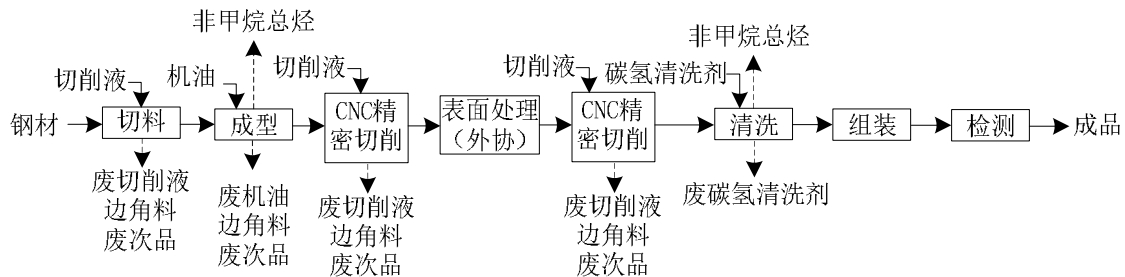 非甲烷总烃
非甲烷总烃
切削液
机油
切削液
切削液
碳氢清洗剂
钢材
切料
成型
CNC精
密切削
表面处理
（外协）
CNC精
密切削
清洗
组装
检测
成品
废切削液
边角料
废次品
废机油
边角料
废次品
废切削液
边角料
废次品
废切削液
边角料
废次品
废碳氢清洗剂